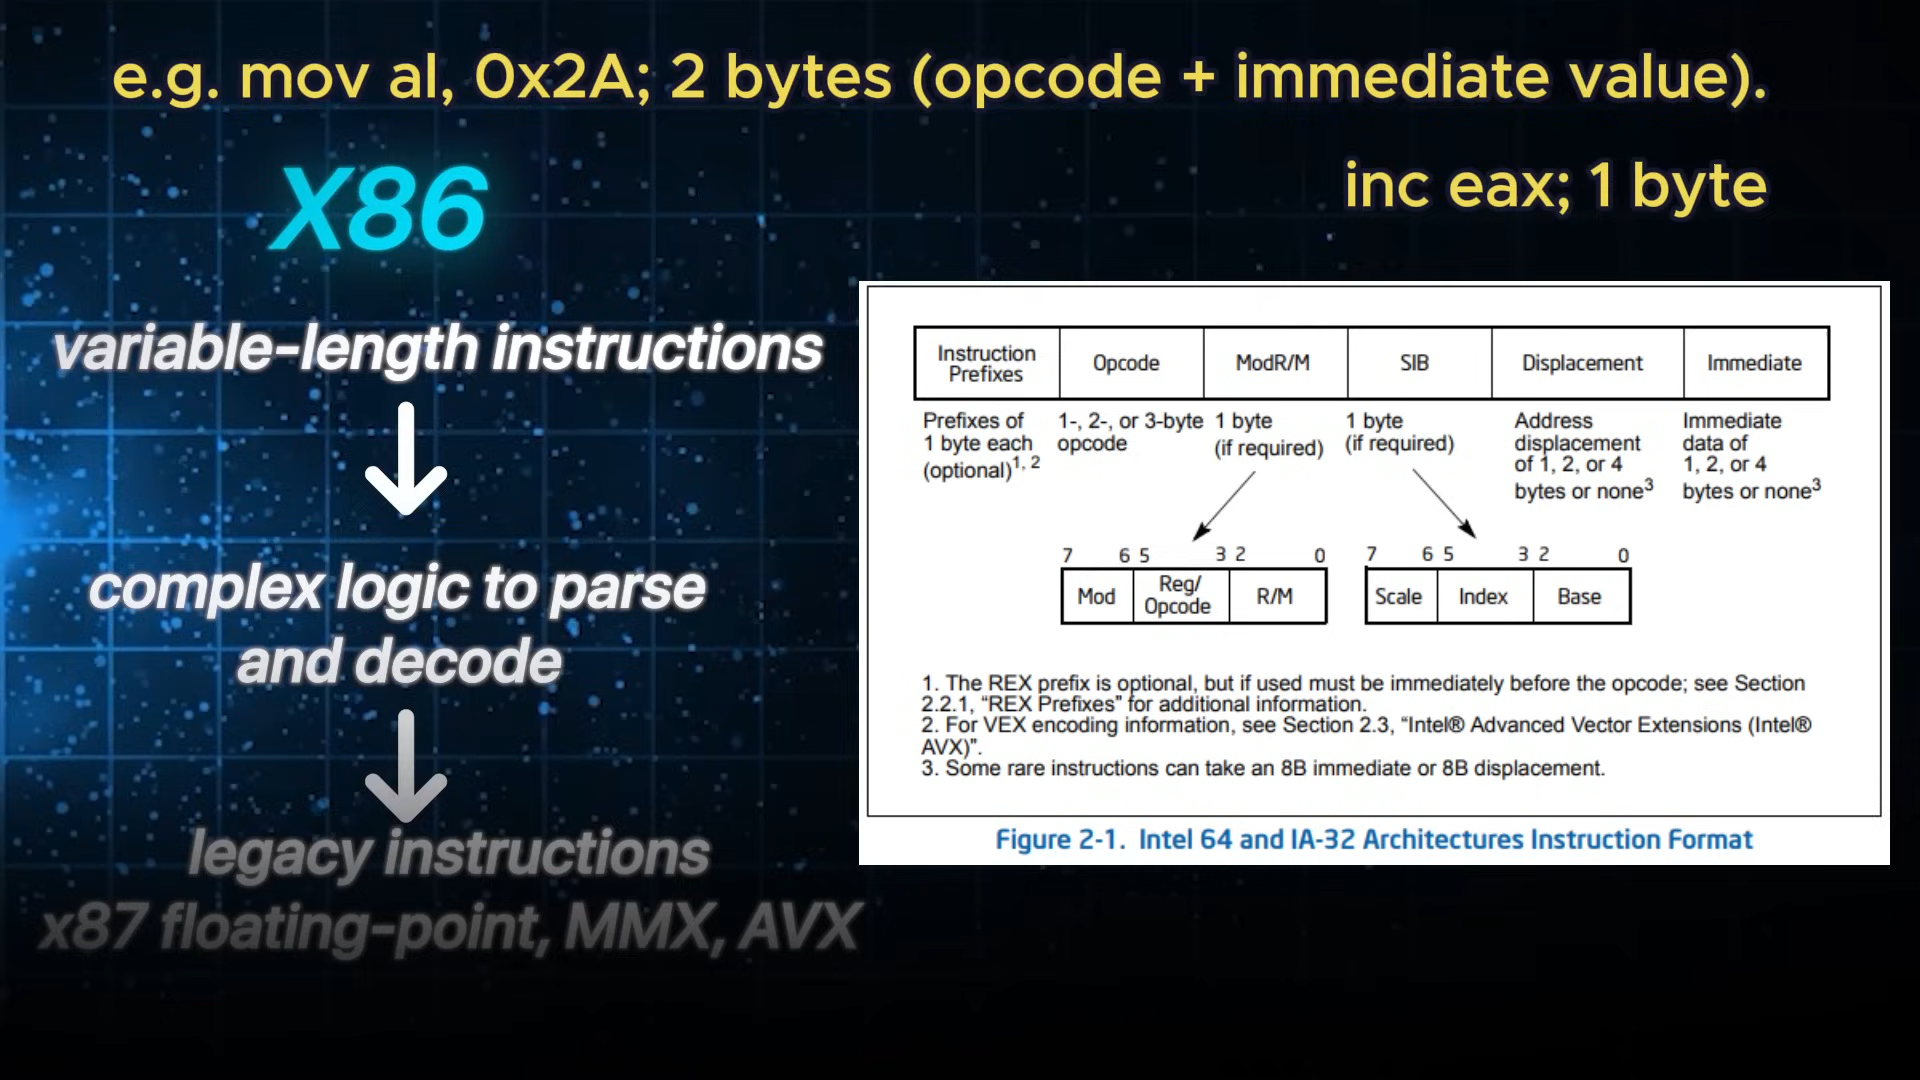 e.g. mov al, 0x2A; 2 bytes (opcode + immediate value).
X86
inc eax; 1 byte
variable-length instructions
complex logic to parse
and decode
legacy instructions
x87 floating-point, MMX, AVX
Instruction
Prefixes
Opcode
ModR/M
SIB
Displacement
Immediate
Prefixes of
1 byte each
(optional)1, 2
1-, 2-, or 3-byte
opcode
1 byte
(if required)
1 byte
(if required)
Address
displacement
of 1, 2, or 4
bytes or none3
Immediate
data of
1, 2, or 4
bytes or none3
7 6 5 3 2 0
Mod
Reg/
Opcode
R/M
7 6 5 3 2 0
Scale
Index
Base
1. The REX prefix is optional, but if used must be immediately before the opcode; see Section
2.2.1, “REX Prefixes” for additional information.
2. For VEX encoding information, see Section 2.3, “Intel® Advanced Vector Extensions (Intel®
AVX)”.
3. Some rare instructions can take an 8B immediate or 8B displacement.
Figure 2-1. Intel 64 and IA-32 Architectures Instruction Format